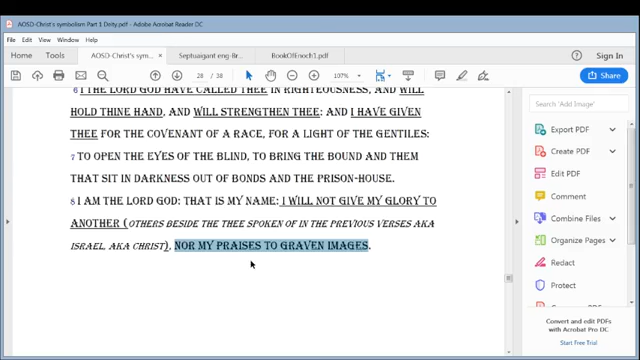 AOSD-Christ's symbolism Part 1 Deity.pdf - Adobe Acrobat Reader DC
File Edit View Window Help
Home Tools AOSD-Christ's sym... × Septuaigant eng-Br... BookOfEnoch1.pdf Sign In
28 / 38 107% Share
6 I THE LORD GOD HAVE CALLED THEE IN RIGHTEOUSNESS, AND WILL
HOLD THINE HAND, AND WILL STRENGTHEN THEE: AND I HAVE GIVEN
THEE FOR THE COVENANT OF A RACE, FOR A LIGHT OF THE GENTILES:
7 TO OPEN THE EYES OF THE BLIND, TO BRING THE BOUND AND THEM
THAT SIT IN DARKNESS OUT OF BONDS AND THE PRISON-HOUSE.
8 I AM THE LORD GOD: THAT IS MY NAME: I WILL NOT GIVE MY GLORY TO
ANOTHER (OTHERS BESIDE THE THEE SPOKEN OF IN THE PREVIOUS VERSES AKA
ISRAEL, AKA CHRIST), NOR MY PRAISES TO GRAVEN IMAGES.
Search 'Add Image'
Export PDF
Create PDF
Edit PDF
Comment
Combine Files
Organize Pages
Redact
Protect
Convert and edit PDFs
with Acrobat Pro DC
Start Free Trial